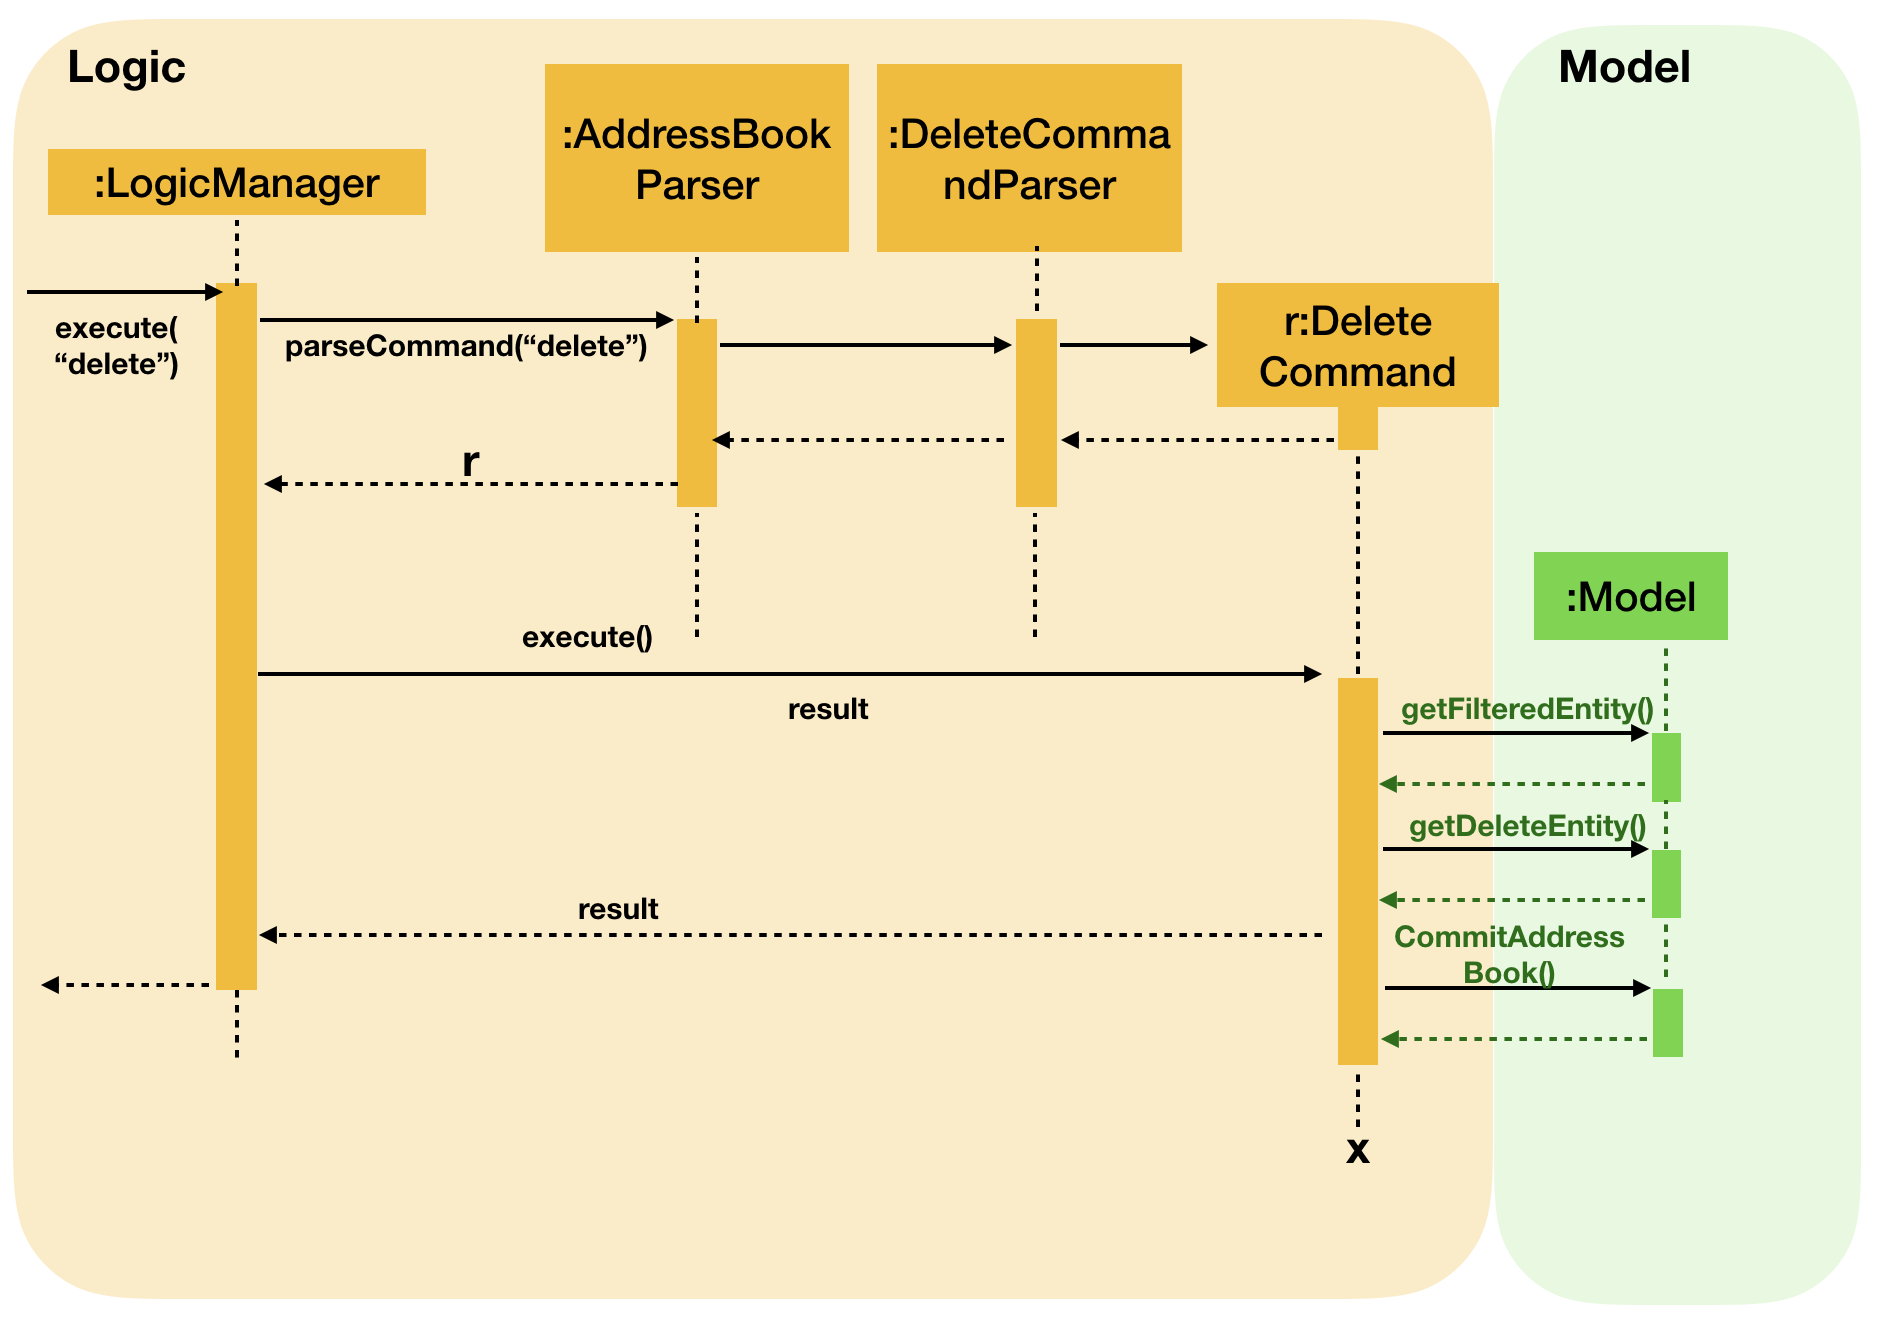 Logic
Model
:AddressBook
Parser
:DeleteComma
ndParser
:LogicManager
execute(
“delete”)
parseCommand(“delete”)
r:Delete
Command
r
:Model
execute()
result
getFilteredEntity()
getDeleteEntity()
result
CommitAddress
Book()
x